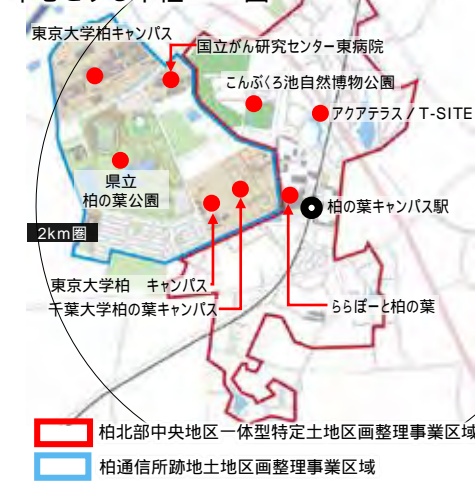 東京大学柏キャンパス
国立がん研究センター東病院
こんぶくろ池自然博物公園
アクアテラス / T-SITE
県立
柏の葉公園
柏の葉キャンパス駅
2km圏
東京大学柏 キャンパス
千葉大学柏の葉キャンパス
ららぽーと柏の葉
柏北部中央地区一体型特定土地区画整理事業区域
柏通信所跡地土地区画整理事業区域